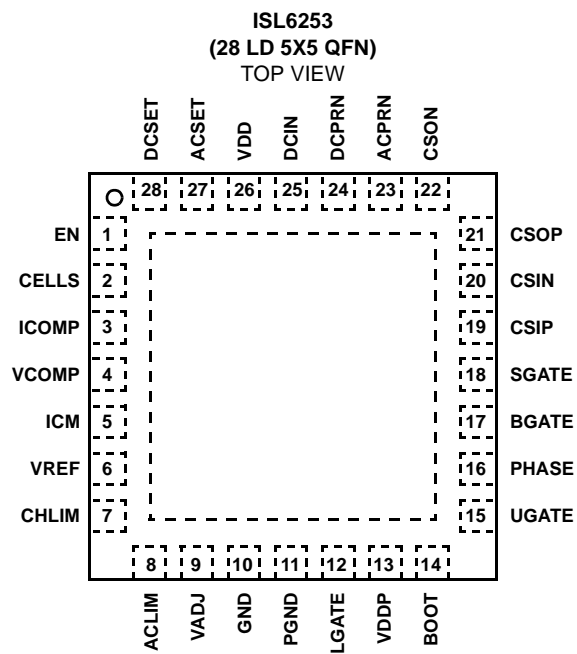 ISL6253
(28 LD 5X5 QFN)
TOP VIEW
DCSET
ACSET
VDD
DCIN
DCPRN
ACPRN
CSON
28 27 26 25 24 23 22
EN 1 21 CSOP
CELLS 2 20 CSIN
ICOMP 3 19 CSIP
VCOMP 4 18 SGATE
ICM 5 17 BGATE
VREF 6 16 PHASE
CHLIM 7 15 UGATE
8 9 10 11 12 13 14
ACLIM
VADJ
GND
PGND
LGATE
VDDP
BOOT